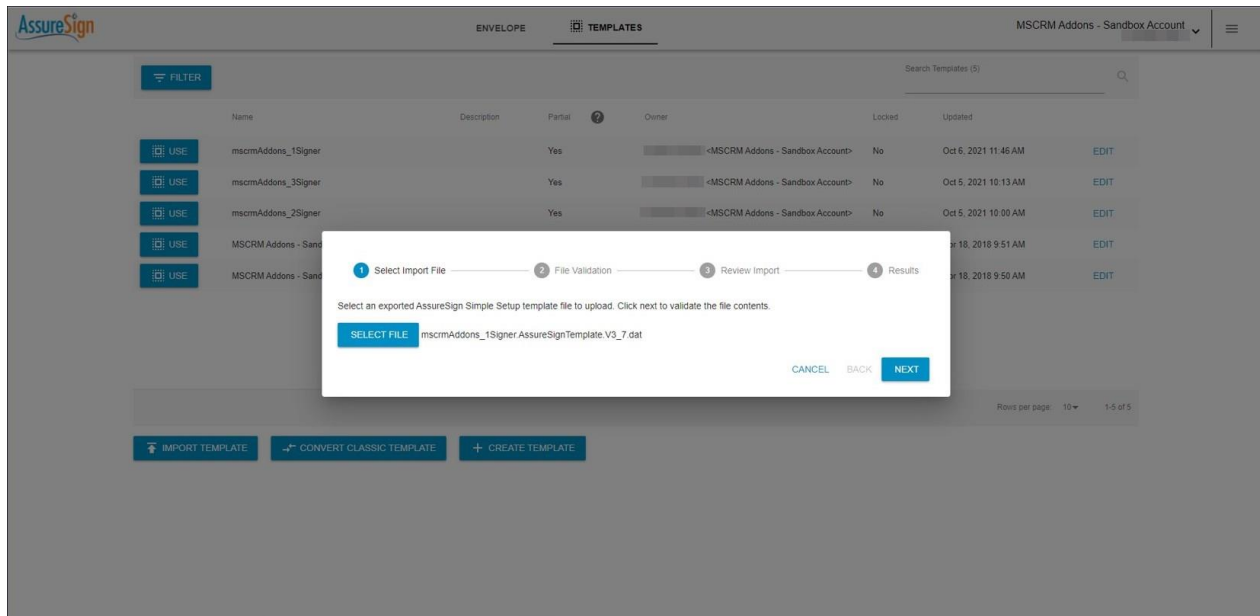 AssureSign
ENVELOPE
TEMPLATES
MSCRM Addons - Sandbox Account
FILTER
Search Templates (5)
Name Description Partial ? Owner Locked Updated
USE mscrmAddons_1Signer Yes <MSCRM Addons - Sandbox Account> No Oct 6, 2021 11:46 AM EDIT
USE mscrmAddons_3Signer Yes <MSCRM Addons - Sandbox Account> No Oct 5, 2021 10:13 AM EDIT
USE mscrmAddons_2Signer Yes <MSCRM Addons - Sandbox Account> No Oct 5, 2021 10:00 AM EDIT
USE MSCRM Addons - Sand r 18, 2018 9:51 AM EDIT
USE MSCRM Addons - Sand r 18, 2018 9:50 AM EDIT
1 Select Import File 2 File Validation 3 Review Import 4 Results
Select an exported AssureSign Simple Setup template file to upload. Click next to validate the file contents.
SELECT FILE mscrmAddons_1Signer.AssureSignTemplate.V3_7.dat
CANCEL BACK NEXT
Rows per page: 10 1-5 of 5
IMPORT TEMPLATE CONVERT CLASSIC TEMPLATE + CREATE TEMPLATE